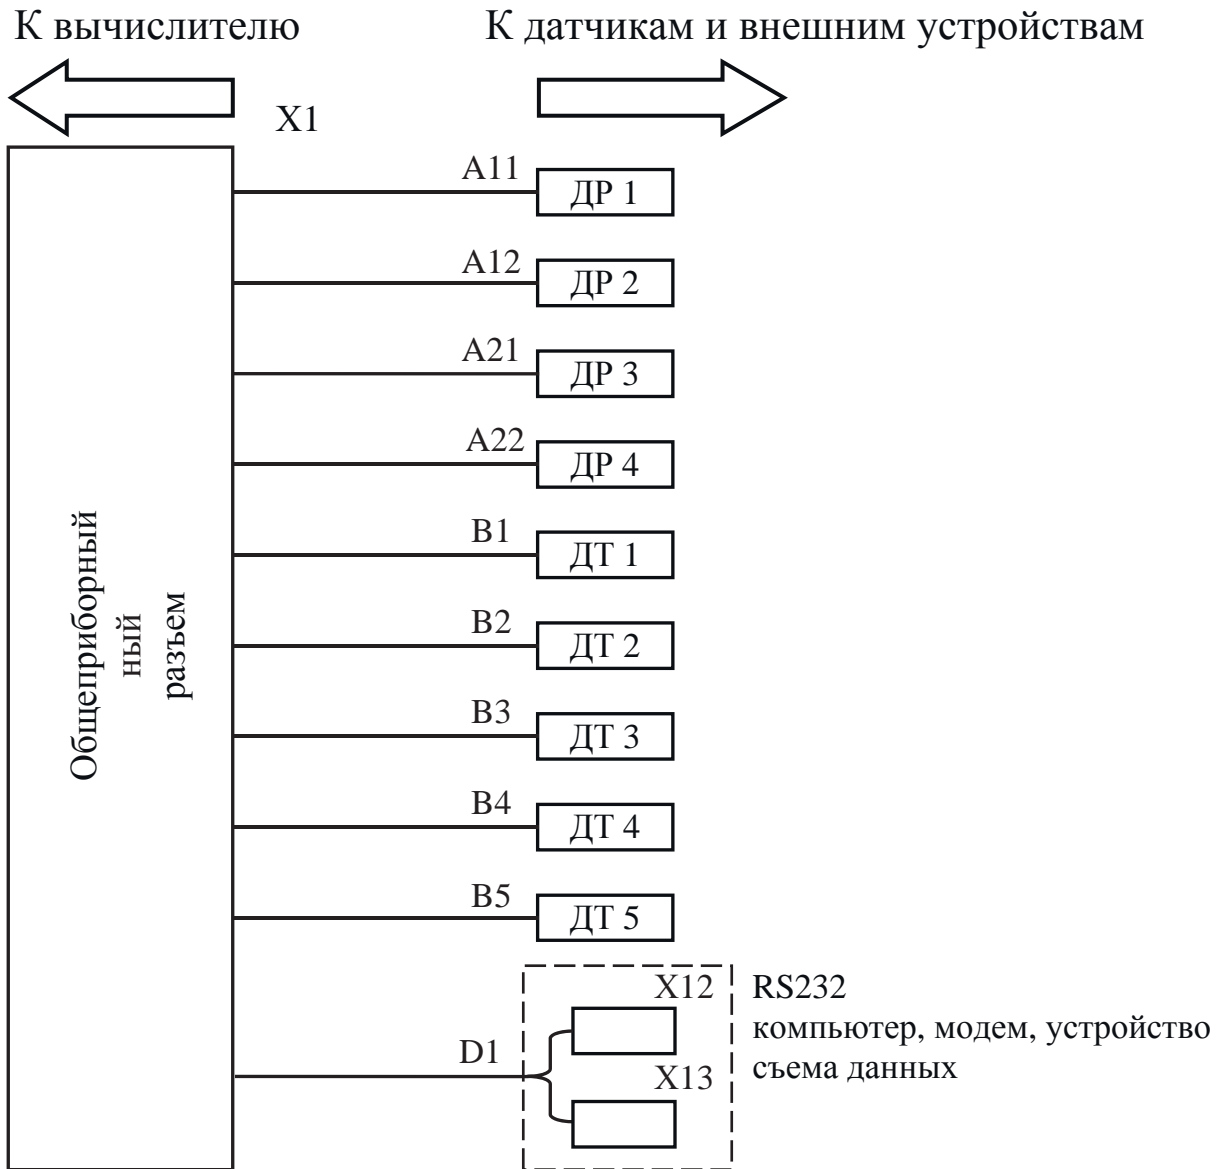 К вычислителю
К датчикам и внешним устройствам
X1
A11
ДР 1
A12
ДР 2
A21
ДР 3
A22
ДР 4
B1
ДТ 1
B2
ДТ 2
B3
ДТ 3
B4
ДТ 4
B5
ДТ 5
Общеприборный
ный
разъем
D1
X12
X13
RS232
компьютер, модем, устройство
съема данных